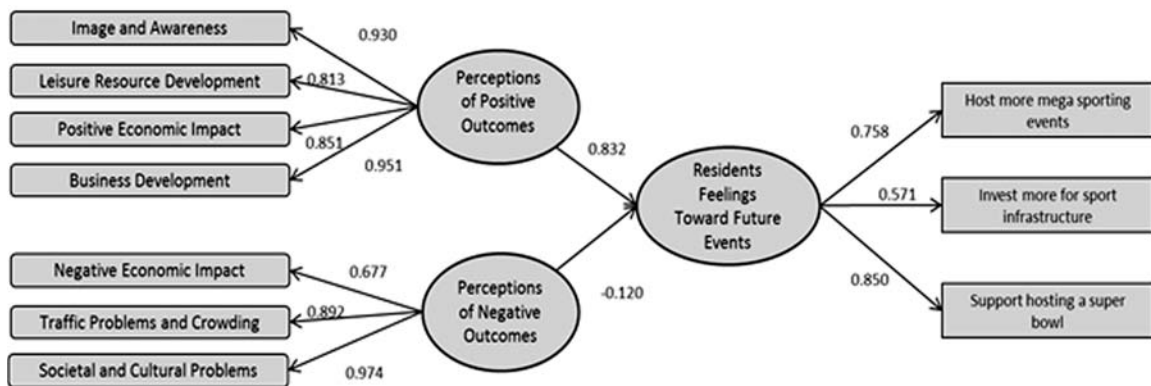 Image and Awareness
0.930
Leisure Resource Development
0.813
Positive Economic Impact
0.851
Business Development
0.951
Perceptions
of Positive
Outcomes
0.832
Negative Economic Impact
0.677
Traffic Problems and Crowding
0.892
Societal and Cultural Problems
0.974
Perceptions
of Negative
Outcomes
-0.120
Residents
Feelings
Toward Future
Events
0.758
Host more mega sporting
events
0.571
Invest more for sport
infrastructure
0.850
Support hosting a super
bowl